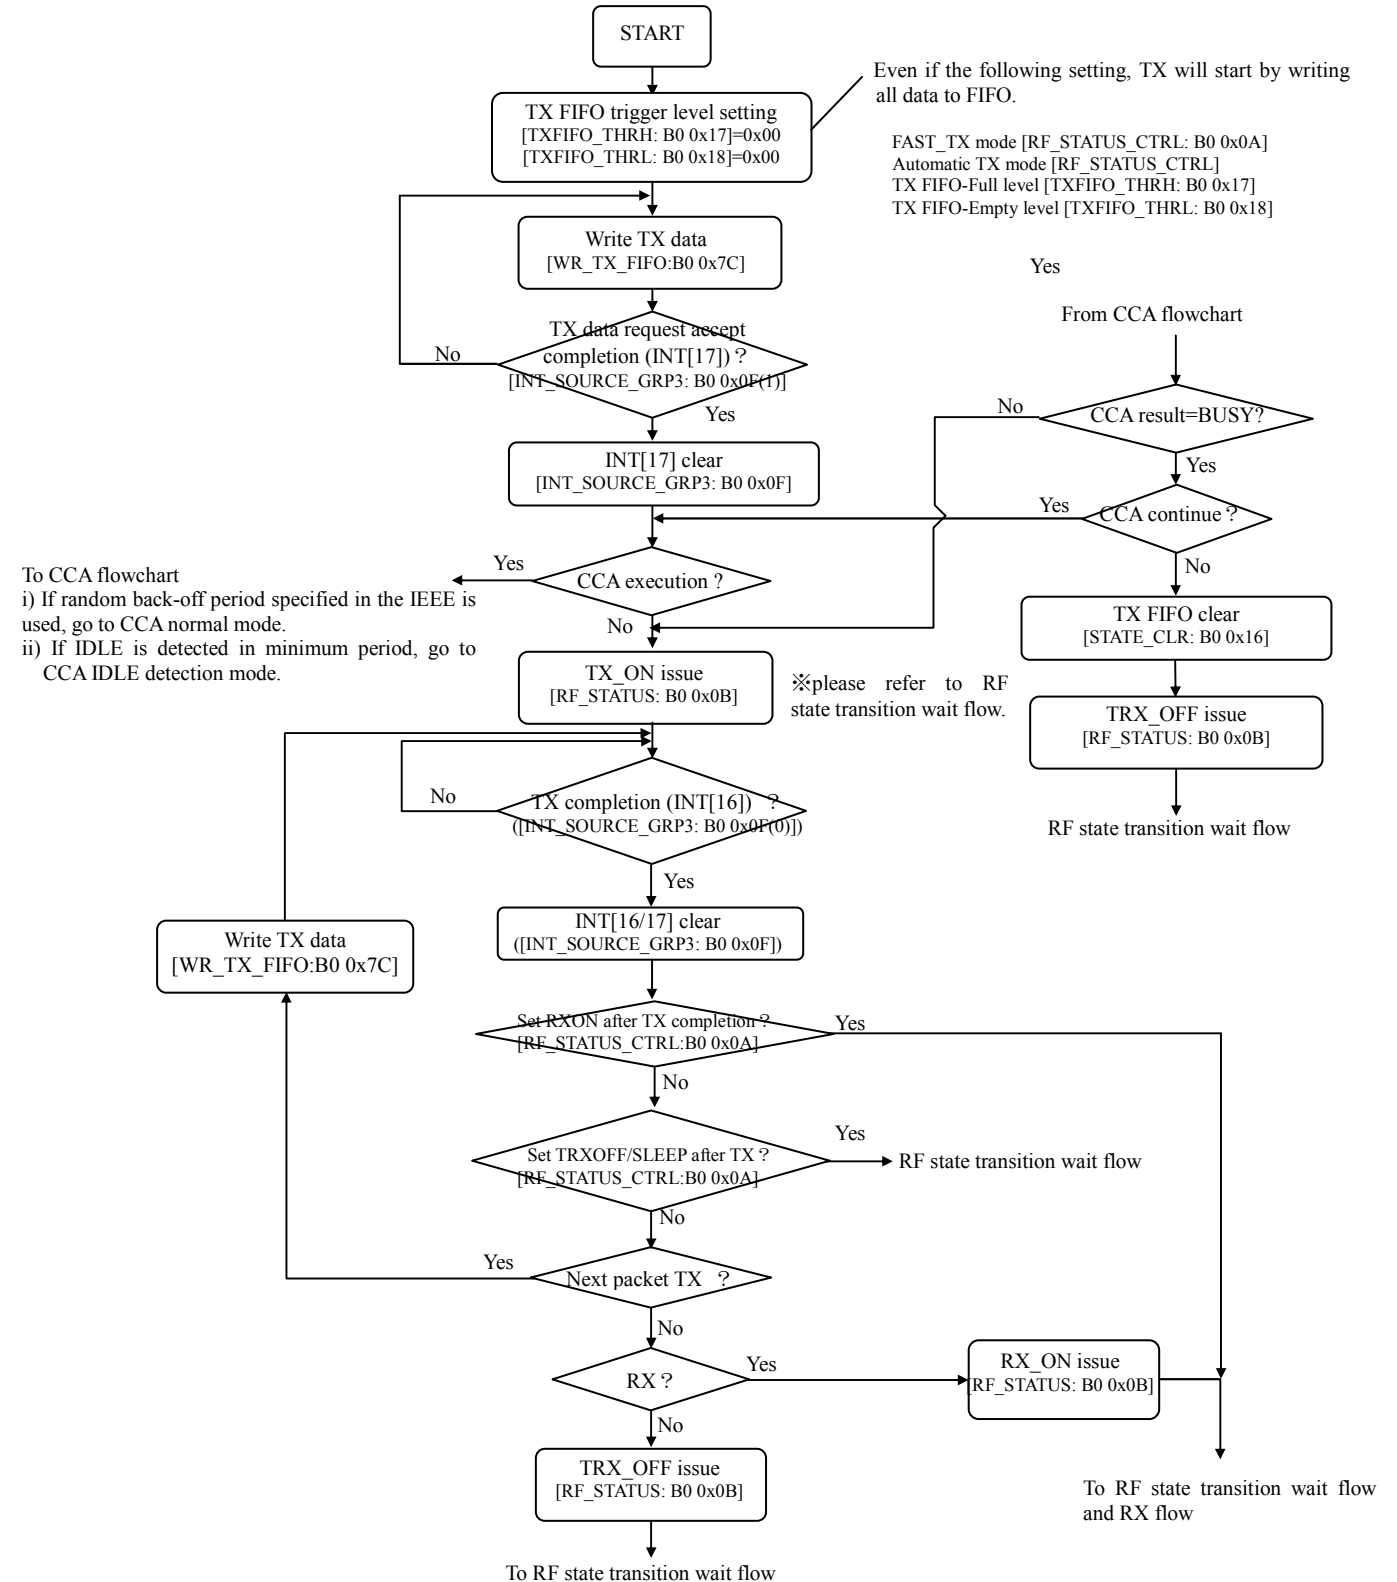 START
Even if the following setting, TX will start by writing
all data to FIFO.
TX FIFO trigger level setting
[TXFIFO_THRH: B0 0x17]=0x00
[TXFIFO_THRL: B0 0x18]=0x00
FAST_TX mode [RF_STATUS_CTRL: B0 0x0A]
Automatic TX mode [RF_STATUS_CTRL]
TX FIFO-Full level [TXFIFO_THRH: B0 0x17]
TX FIFO-Empty level [TXFIFO_THRL: B0 0x18]
Write TX data
[WR_TX_FIFO:B0 0x7C]
Yes
From CCA flowchart
TX data request accept
completion (INT[17])？
[INT_SOURCE_GRP3: B0 0x0F(1)]
No
Yes
No
CCA result=BUSY?
Yes
INT[17] clear
[INT_SOURCE_GRP3: B0 0x0F]
Yes
CCA continue？
No
To CCA flowchart
i) If random back-off period specified in the IEEE is
used, go to CCA normal mode.
ii) If IDLE is detected in minimum period, go to
CCA IDLE detection mode.
Yes
CCA execution？
No
TX FIFO clear
[STATE_CLR: B0 0x16]
TX_ON issue
[RF_STATUS: B0 0x0B]
※please refer to RF
state transition wait flow.
TRX_OFF issue
[RF_STATUS: B0 0x0B]
RF state transition wait flow
No
TX completion (INT[16]) ？
([INT_SOURCE_GRP3: B0 0x0F(0)])
Yes
INT[16/17] clear
([INT_SOURCE_GRP3: B0 0x0F])
Write TX data
[WR_TX_FIFO:B0 0x7C]
Set RXON after TX completion？
[RF_STATUS_CTRL:B0 0x0A]
Yes
No
Set TRXOFF/SLEEP after TX？
[RF_STATUS_CTRL:B0 0x0A]
Yes
RF state transition wait flow
No
Yes
Next packet TX ？
No
RX？
Yes
RX_ON issue
[RF_STATUS: B0 0x0B]
No
TRX_OFF issue
[RF_STATUS: B0 0x0B]
To RF state transition wait flow
and RX flow
To RF state transition wait flow